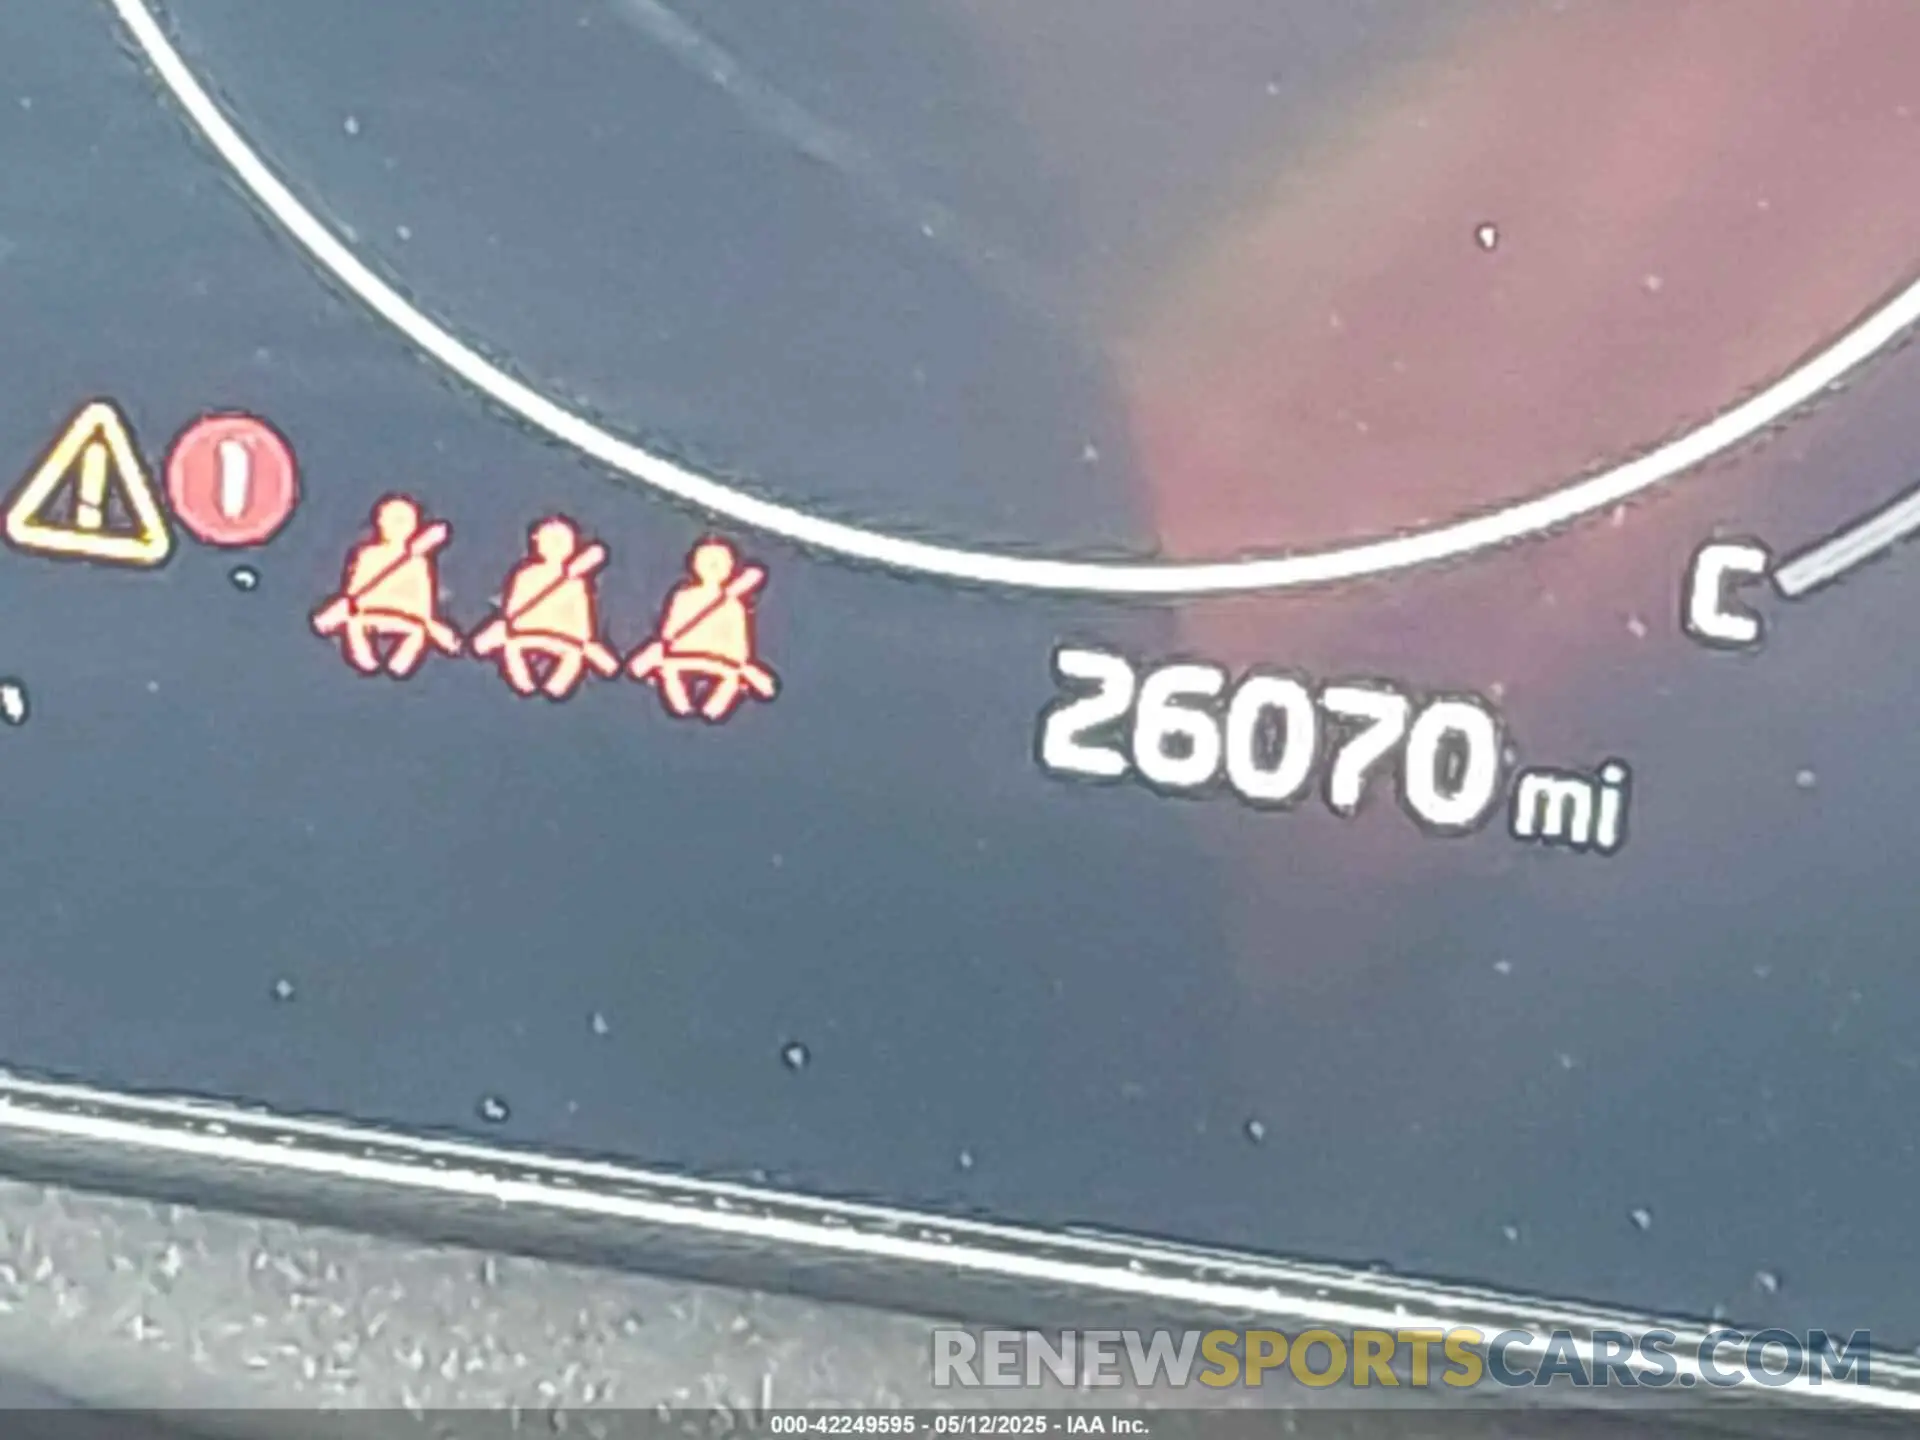 C
26070 mi
RENEWSPORTSCARS.COM
000-42249595 - 05/12/2025 - IAA Inc.